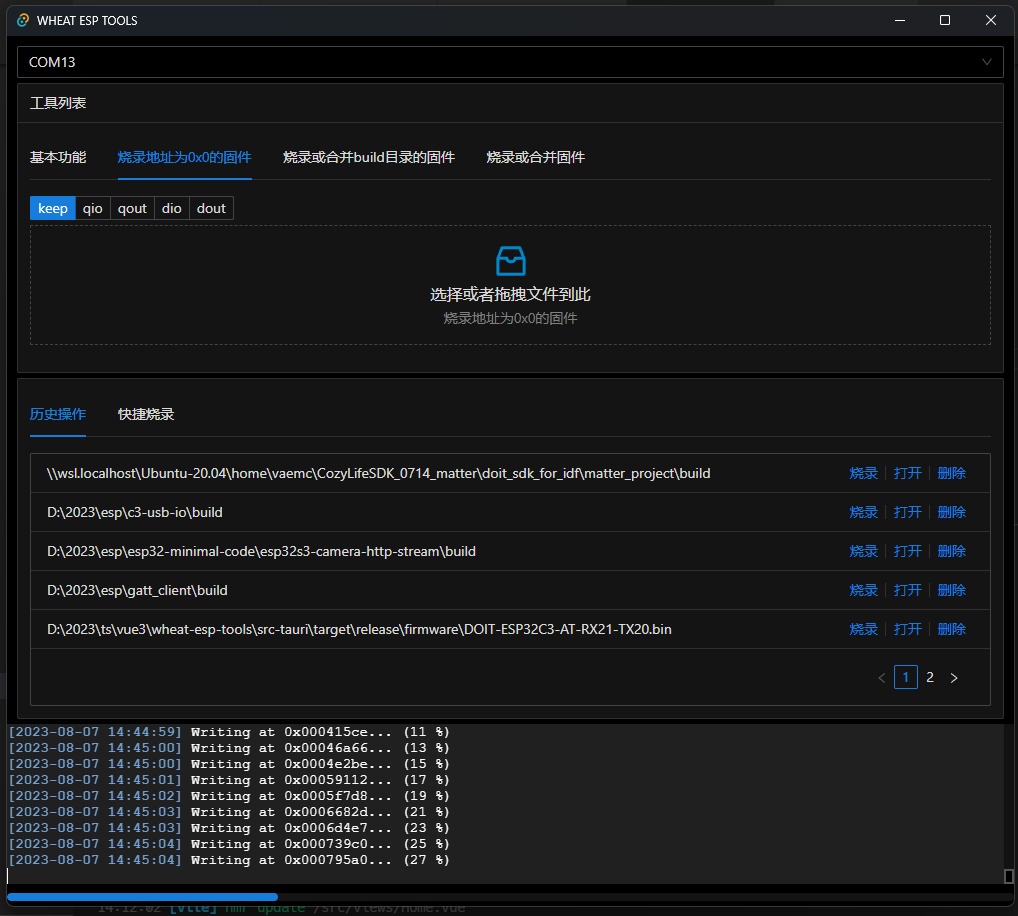 WHEAT ESP TOOLS
COM13
工具列表
基本功能 烧录地址为0x0的固件 烧录或合并build目录的固件 烧录或合并固件
keep qio qout dio dout
选择或者拖拽文件到此
烧录地址为0x0的固件
历史操作 快捷烧录
\\wsl.localhost\Ubuntu-20.04\home\vaemc\CozyLifeSDK_0714_matter\doit_sdk_for_idf\matter_project\build 烧录 打开 删除
D:\2023\esp\c3-usb-io\build 烧录 打开 删除
D:\2023\esp\esp32-minimal-code\esp32s3-camera-http-stream\build 烧录 打开 删除
D:\2023\esp\gatt_client\build 烧录 打开 删除
D:\2023\ts\vue3\wheat-esp-tools\src-tauri\target\release\firmware\DOIT-ESP32C3-AT-RX21-TX20.bin 烧录 打开 删除
< 1 2 >
[2023-08-07 14:44:59] Writing at 0x000415ce... (11 %)
[2023-08-07 14:45:00] Writing at 0x00046a66... (13 %)
[2023-08-07 14:45:00] Writing at 0x0004e2be... (15 %)
[2023-08-07 14:45:01] Writing at 0x00059112... (17 %)
[2023-08-07 14:45:02] Writing at 0x0005f7d8... (19 %)
[2023-08-07 14:45:03] Writing at 0x0006682d... (21 %)
[2023-08-07 14:45:03] Writing at 0x0006d4e7... (23 %)
[2023-08-07 14:45:04] Writing at 0x000739c0... (25 %)
[2023-08-07 14:45:04] Writing at 0x000795a0... (27 %)
14:12:02 [vite] hmr update /src/views/Home.vue